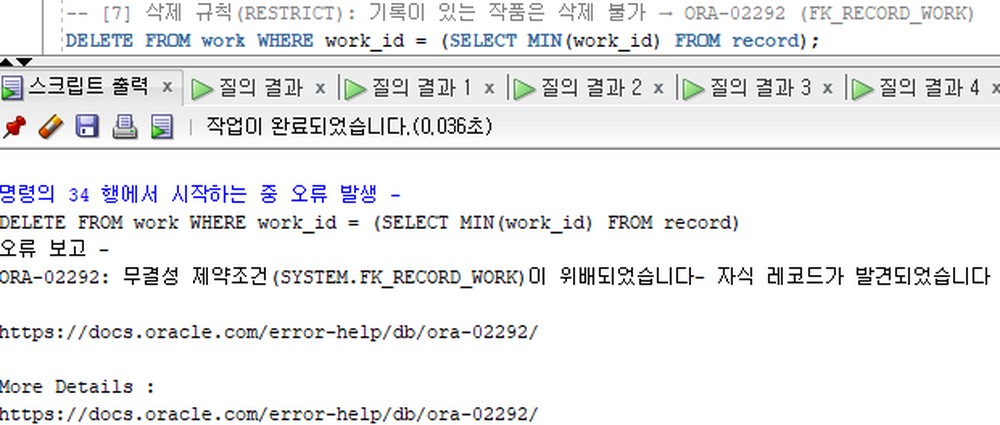 -- [7] 삭제 규칙(RESTRICT): 기록이 있는 작품은 삭제 불가 → ORA-02292 (FK_RECORD_WORK)
DELETE FROM work WHERE work_id = (SELECT MIN(work_id) FROM record);
스크립트 출력 x 질의 결과 x 질의 결과 1 x 질의 결과 2 x 질의 결과 3 x 질의 결과 4 x
작업이 완료되었습니다.(0.036초)
명령의 34 행에서 시작하는 중 오류 발생 -
DELETE FROM work WHERE work_id = (SELECT MIN(work_id) FROM record)
오류 보고 -
ORA-02292: 무결성 제약조건(SYSTEM.FK_RECORD_WORK)이 위배되었습니다- 자식 레코드가 발견되었습니다
https://docs.oracle.com/error-help/db/ora-02292/
More Details :
https://docs.oracle.com/error-help/db/ora-02292/